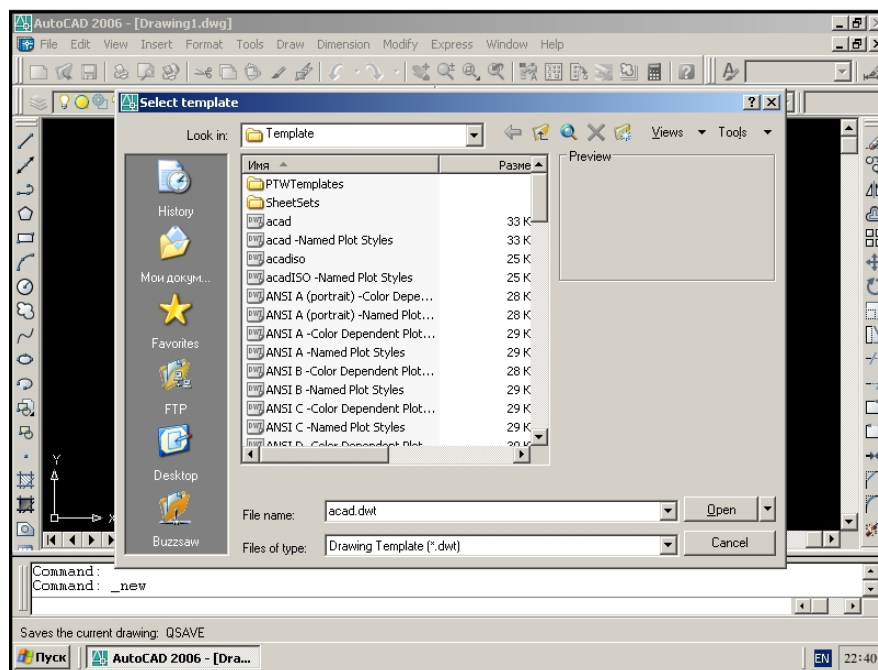 AutoCAD 2006 - [Drawing1.dwg]
File Edit View Insert Format Tools Draw Dimension Modify Express Window Help
Select template
Look in: Template Views Tools
Имя Разме Preview
History
Мои докум...
Favorites
FTP
Desktop
Buzzsaw
PTWTemplates
SheetSets
acad 33 K
acad -Named Plot Styles 33 K
acadiso 25 K
acadISO -Named Plot Styles 25 K
ANSI A (portrait) -Color Depe... 28 K
ANSI A (portrait) -Named Plot... 28 K
ANSI A -Color Dependent Plot... 29 K
ANSI A -Named Plot Styles 29 K
ANSI B -Color Dependent Plot... 28 K
ANSI B -Named Plot Styles 29 K
ANSI C -Color Dependent Plot... 29 K
ANSI C -Named Plot Styles 29 K
Y
X
File name: acad.dwt Open
Files of type: Drawing Template (*.dwt) Cancel
Command:
Command: _new
Saves the current drawing: QSAVE
Пуск AutoCAD 2006 - [Dra... EN 22:40